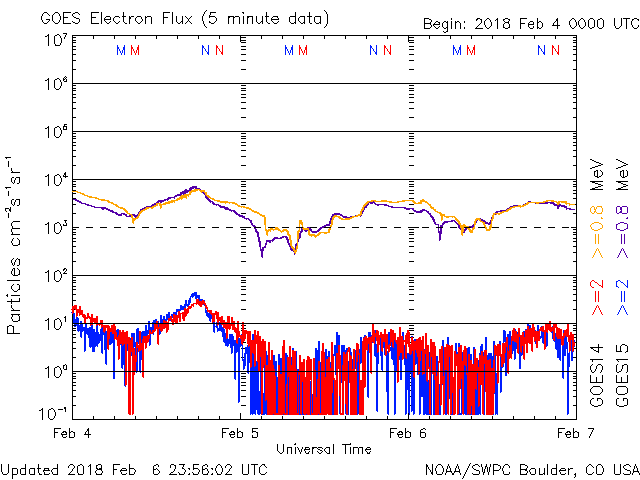 GOES Electron Flux (5 minute data)
Begin: 2018 Feb 4 0000 UTC
10⁷
M M N N M M N N M M N N
10⁶
10⁵
10⁴
10³
10²
10¹
10⁰
10⁻¹
Particles cm⁻²s⁻¹sr⁻¹
GOES14 >=2 >=0.8 MeV
GOES15 >=2 >=0.8 MeV
Feb 4 Feb 5 Feb 6 Feb 7
Universal Time
Updated 2018 Feb 6 23:56:02 UTC
NOAA/SWPC Boulder, CO USA